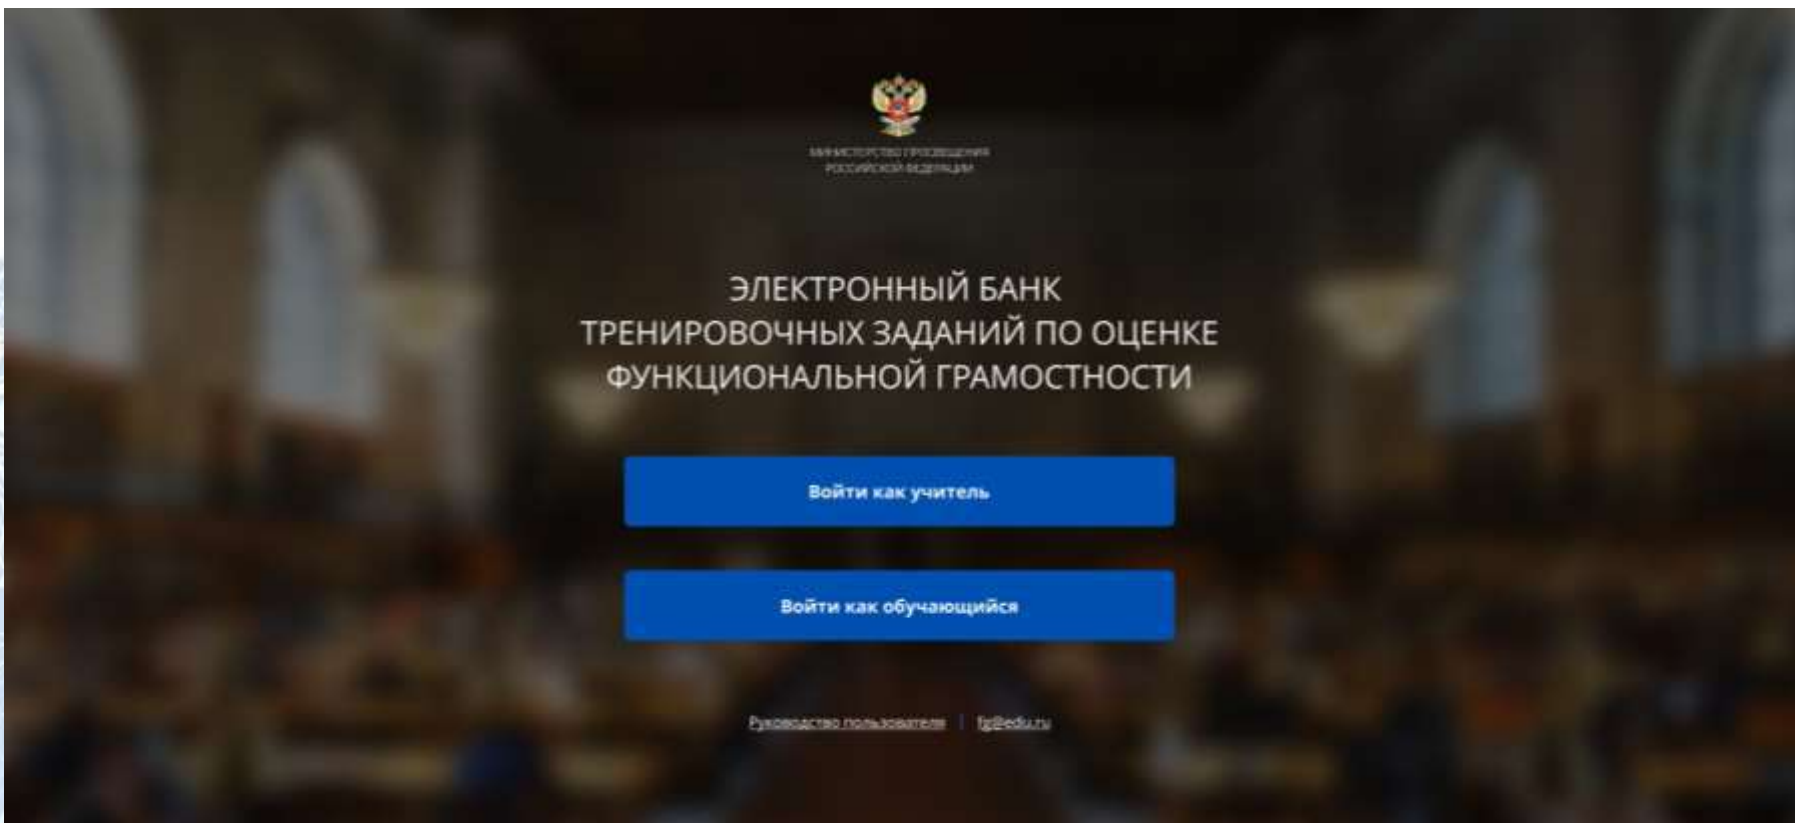 МИНИСТЕРСТВО ПРОСВЕЩЕНИЯ
РОССИЙСКОЙ ФЕДЕРАЦИИ
ЭЛЕКТРОННЫЙ БАНК
ТРЕНИРОВОЧНЫХ ЗАДАНИЙ ПО ОЦЕНКЕ
ФУНКЦИОНАЛЬНОЙ ГРАМОСТНОСТИ
Войти как учитель
Войти как обучающийся
Руководство пользователя | fg@edu.ru